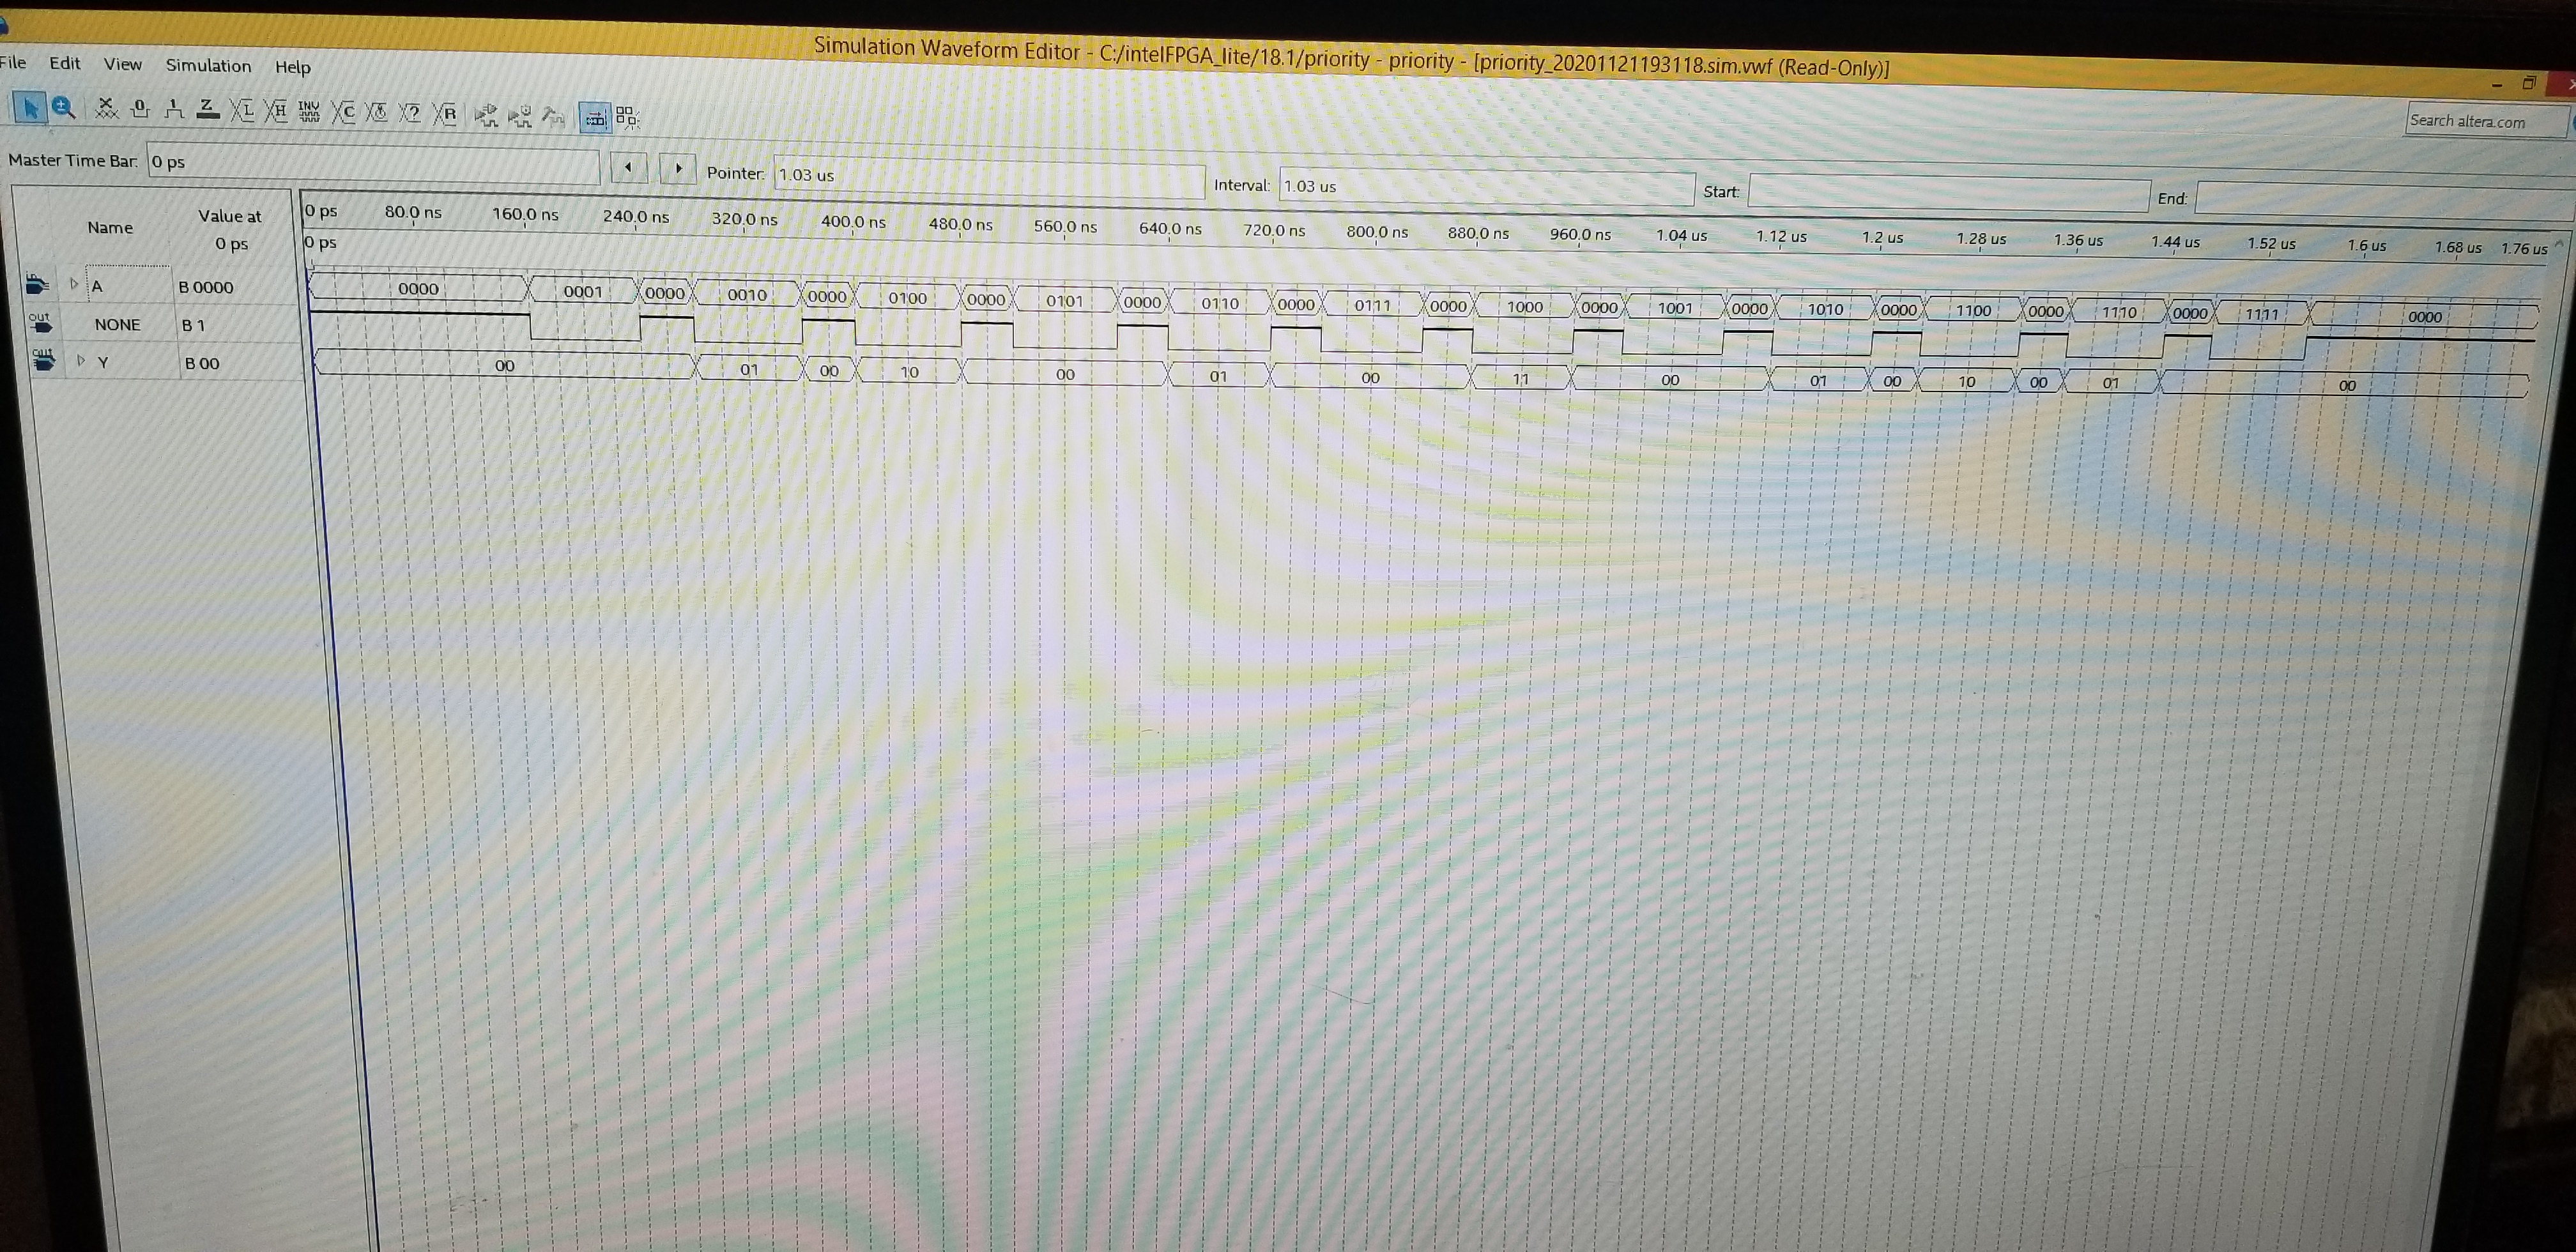 Simulation Waveform Editor - C:/intelFPGA_lite/18.1/priority - priority - [priority_20201121193118.sim.vwf (Read-Only)]
File Edit View Simulation Help
Search altera.com
Master Time Bar: 0 ps Pointer: 1.03 us Interval: 1.03 us Start: End:
Name Value at 0 ps
0 ps 80.0 ns 160.0 ns 240.0 ns 320.0 ns 400.0 ns 480.0 ns 560.0 ns 640.0 ns 720.0 ns 800.0 ns 880.0 ns 960.0 ns 1.04 us 1.12 us 1.2 us 1.28 us 1.36 us 1.44 us 1.52 us 1.6 us 1.68 us 1.76 us
0 ps
in A B 0000 0000 0001 0000 0010 0000 0100 0000 0101 0000 0110 0000 0111 0000 1000 0000 1001 0000 1010 0000 1100 0000 1110 0000 1111 0000
out NONE B 1
out Y B 00 00 01 00 10 00 01 00 11 00 01 00 10 00 01 00